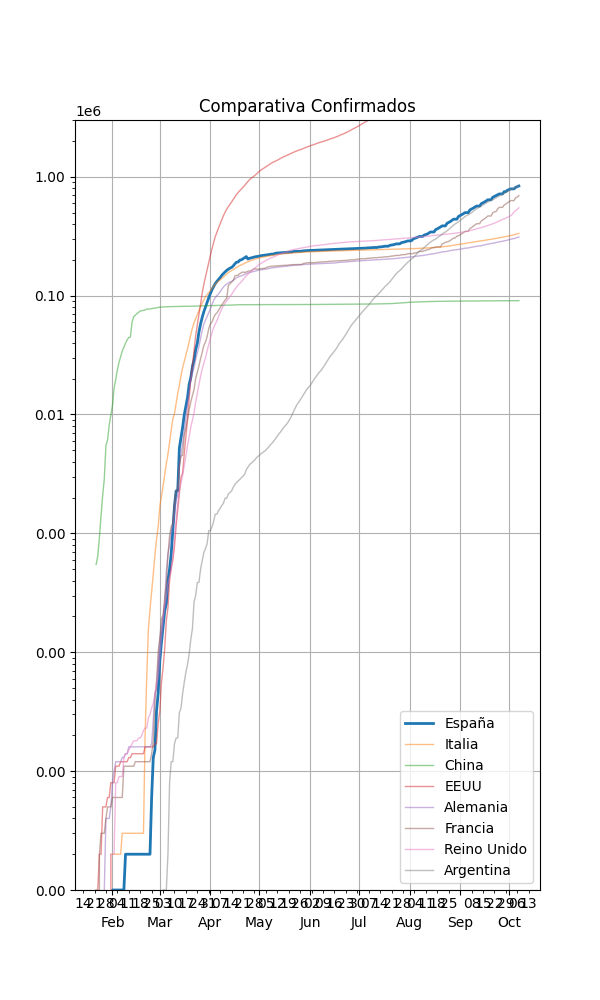 Comparativa Confirmados
1e6
1.00
0.10
0.01
0.00
0.00
0.00
0.00
España
Italia
China
EEUU
Alemania
Francia
Reino Unido
Argentina
Feb Mar Apr May Jun Jul Aug Sep Oct